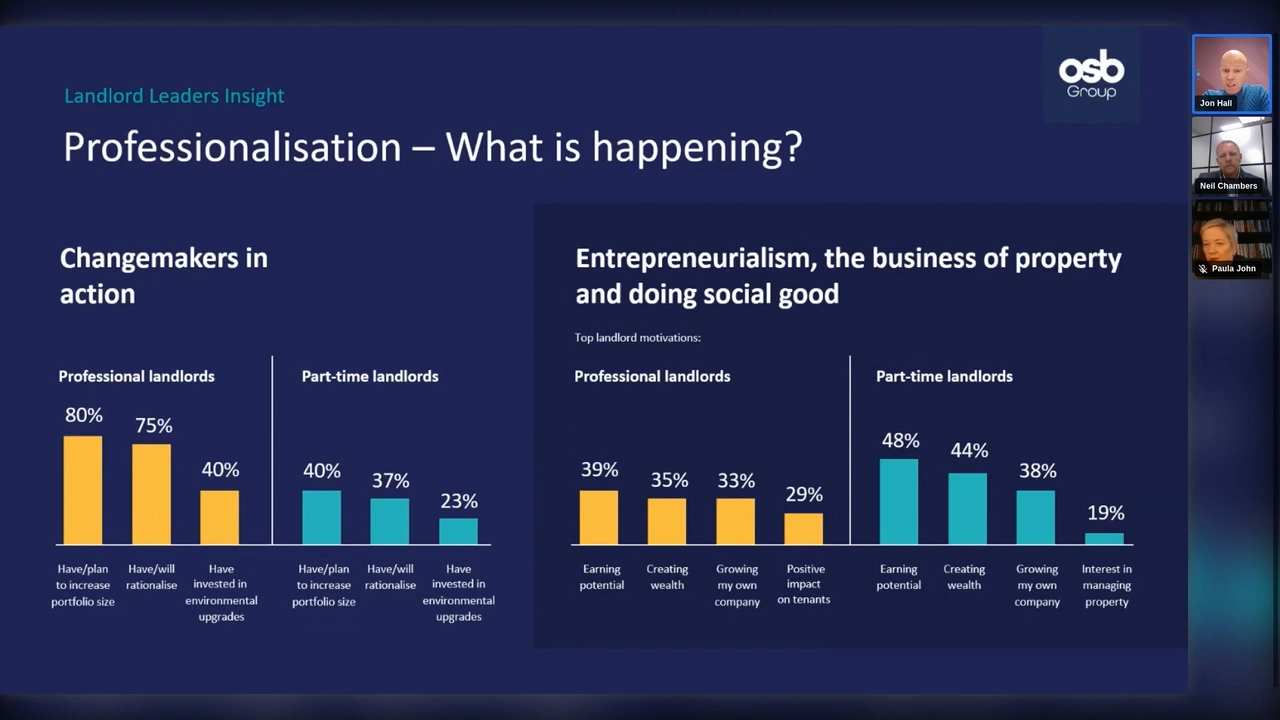 osb
Group
Landlord Leaders Insight
Professionalisation – What is happening?
Changemakers in
action
Professional landlords
80%
75%
40%
Have/plan
to increase
portfolio size
Have/will
rationalise
Have
invested in
environmental
upgrades
Part-time landlords
40%
37%
23%
Have/plan
to increase
portfolio size
Have/will
rationalise
Have
invested in
environmental
upgrades
Entrepreneurialism, the business of property
and doing social good
Top landlord motivations:
Professional landlords
39%
35%
33%
29%
Earning
potential
Creating
wealth
Growing
my own
company
Positive
impact
on tenants
Part-time landlords
48%
44%
38%
19%
Earning
potential
Creating
wealth
Growing
my own
company
Interest in
managing
property
Jon Hall
Neil Chambers
Paula John